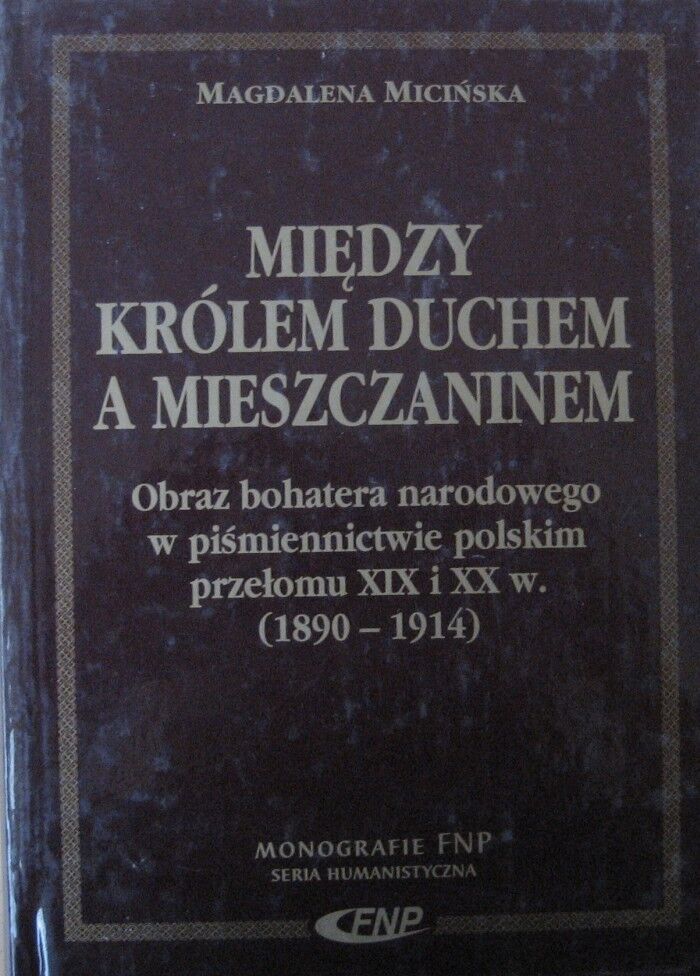 MAGDALENA MICIŃSKA
MIĘDZY
KRÓLEM DUCHEM
A MIESZCZANINEM
Obraz bohatera narodowego
w piśmiennictwie polskim
przełomu XIX i XX w.
(1890 – 1914)
MONOGRAFIE FNP
SERIA HUMANISTYCZNA
FNP